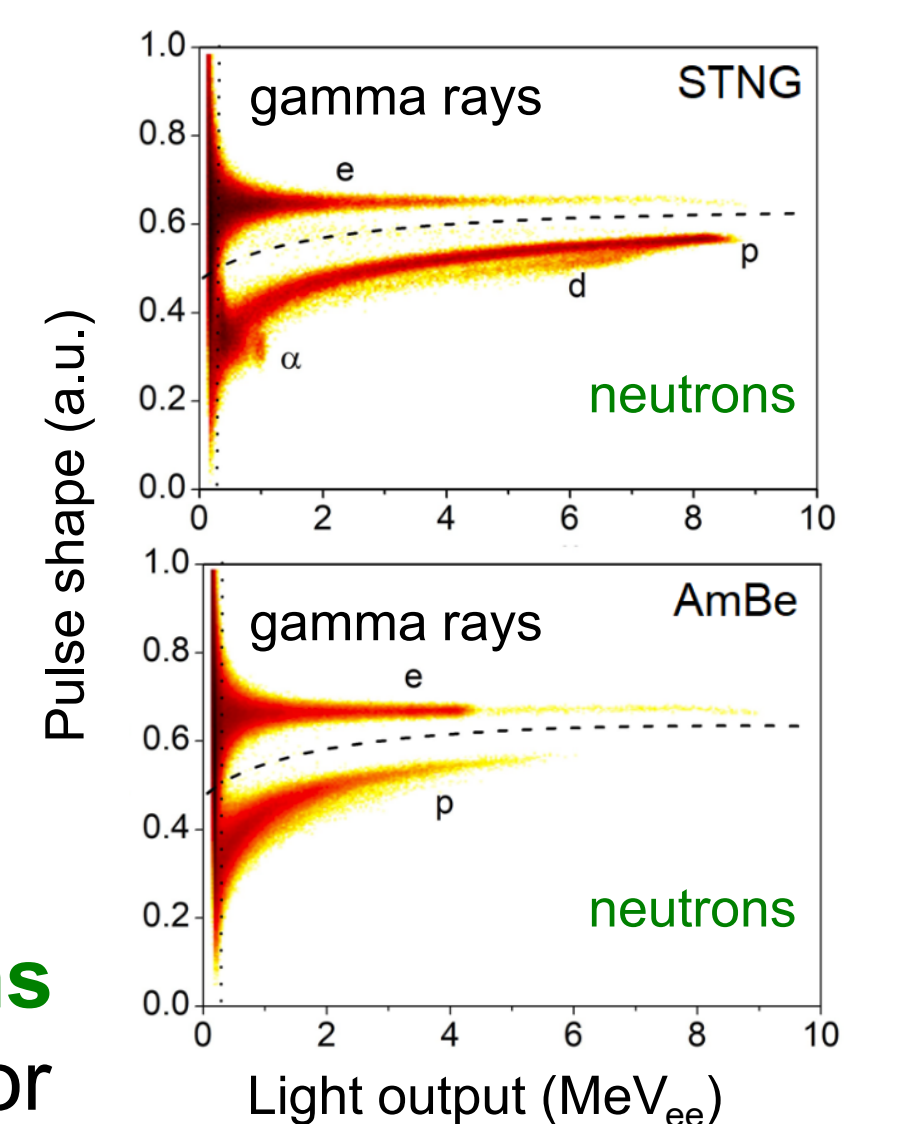 1.0
STNG
gamma rays
0.8
e
0.6
p
d
0.4
α
0.2
neutrons
0.0
0 2 4 6 8 10
1.0
AmBe
gamma rays
0.8
e
0.6
p
0.4
0.2
neutrons
0.0
0 2 4 6 8 10
Pulse shape (a.u.)
Light output (MeVee)
s
or